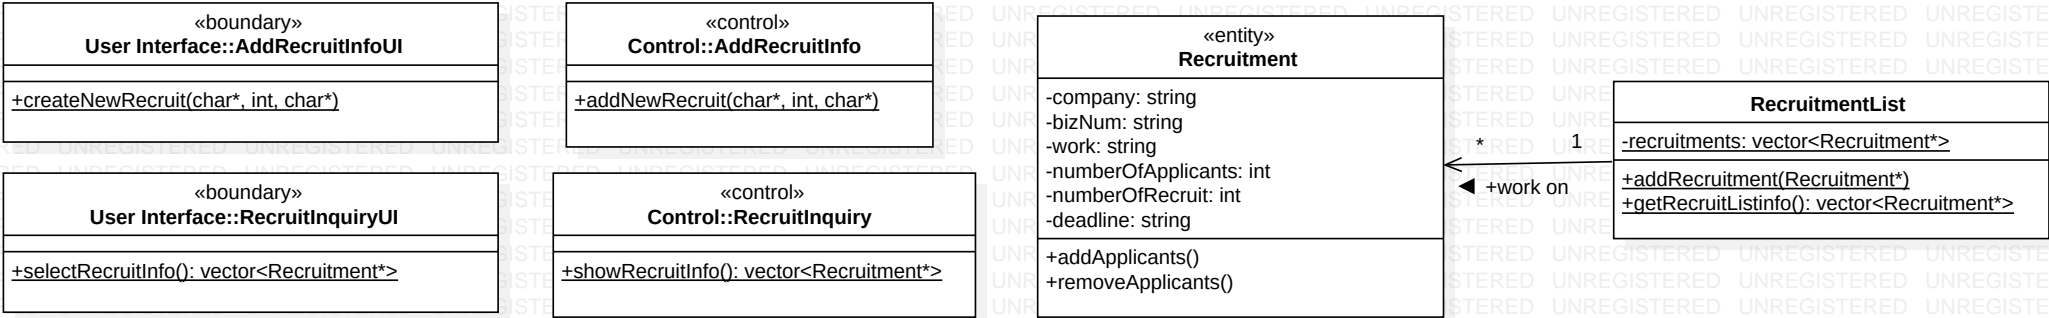 «boundary»
User Interface::AddRecruitInfoUI
+createNewRecruit(char*, int, char*)
«control»
Control::AddRecruitInfo
+addNewRecruit(char*, int, char*)
«boundary»
User Interface::RecruitInquiryUI
+selectRecruitInfo(): vector<Recruitment*>
«control»
Control::RecruitInquiry
+showRecruitInfo(): vector<Recruitment*>
«entity»
Recruitment
-company: string
-bizNum: string
-work: string
-numberOfApplicants: int
-numberOfRecruit: int
-deadline: string
+addApplicants()
+removeApplicants()
*
1
◀ +work on
RecruitmentList
-recruitments: vector<Recruitment*>
+addRecruitment(Recruitment*)
+getRecruitListinfo(): vector<Recruitment*>
UNREGISTERED